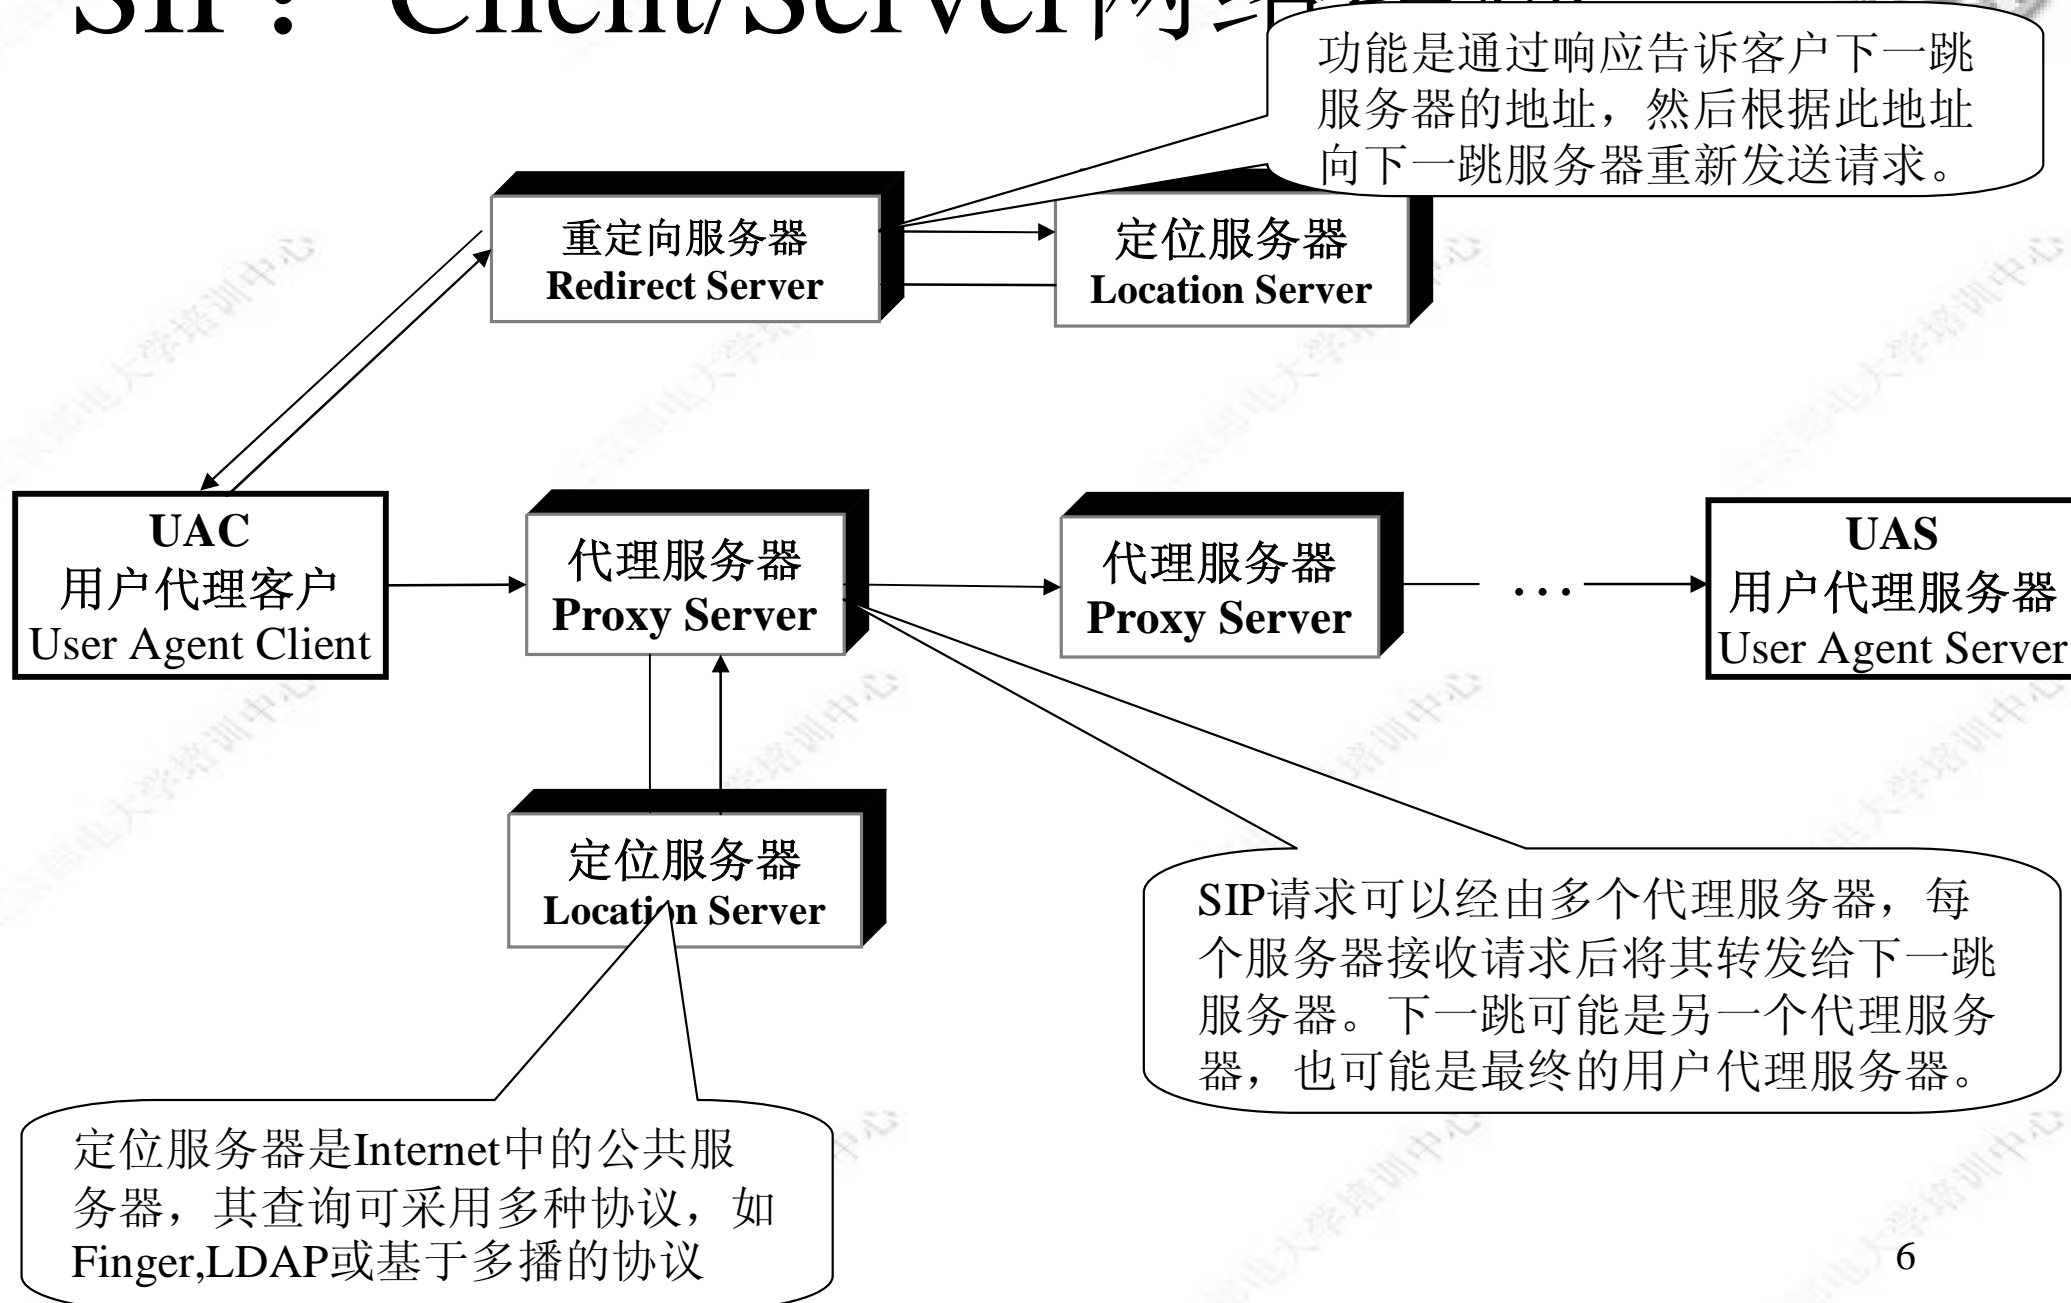 SIP：Client/Server网络
功能是通过响应告诉客户下一跳
服务器的地址，然后根据此地址
向下一跳服务器重新发送请求。
重定向服务器
Redirect Server
定位服务器
Location Server
UAC
用户代理客户
User Agent Client
代理服务器
Proxy Server
代理服务器
Proxy Server
…
UAS
用户代理服务器
User Agent Server
定位服务器
Location Server
SIP请求可以经由多个代理服务器，每
个服务器接收请求后将其转发给下一跳
服务器。下一跳可能是另一个代理服务
器，也可能是最终的用户代理服务器。
定位服务器是Internet中的公共服
务器，其查询可采用多种协议，如
Finger,LDAP或基于多播的协议
6